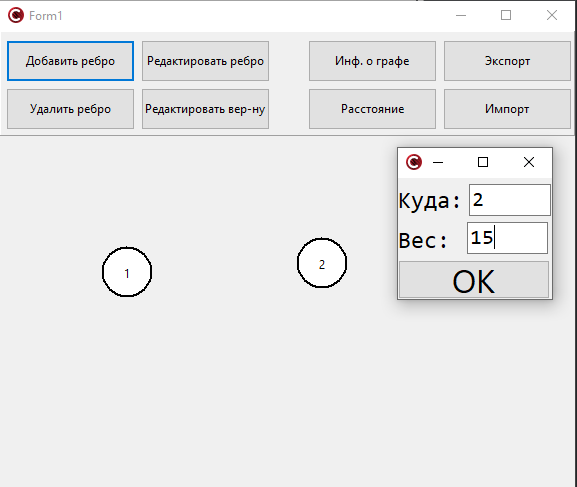 Form1
Добавить ребро
Редактировать ребро
Инф. о графе
Экспорт
Удалить ребро
Редактировать вер-ну
Расстояние
Импорт
Куда: 2
Вес: 15
OK
1
2